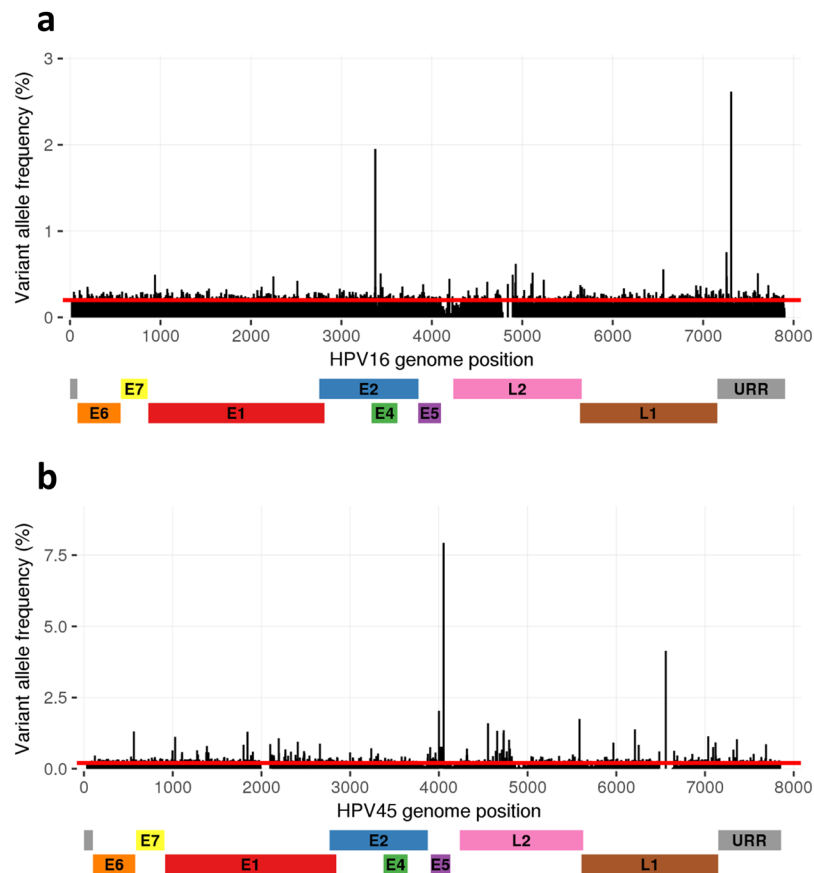 a
Variant allele frequency (%)
3
2
1
0
0 1000 2000 3000 4000 5000 6000 7000 8000
HPV16 genome position
E7 E2 L2 URR
E6 E1 E4 E5 L1
b
Variant allele frequency (%)
7.5
5.0
2.5
0.0
0 1000 2000 3000 4000 5000 6000 7000 8000
HPV45 genome position
E7 E2 L2 URR
E6 E1 E4 E5 L1